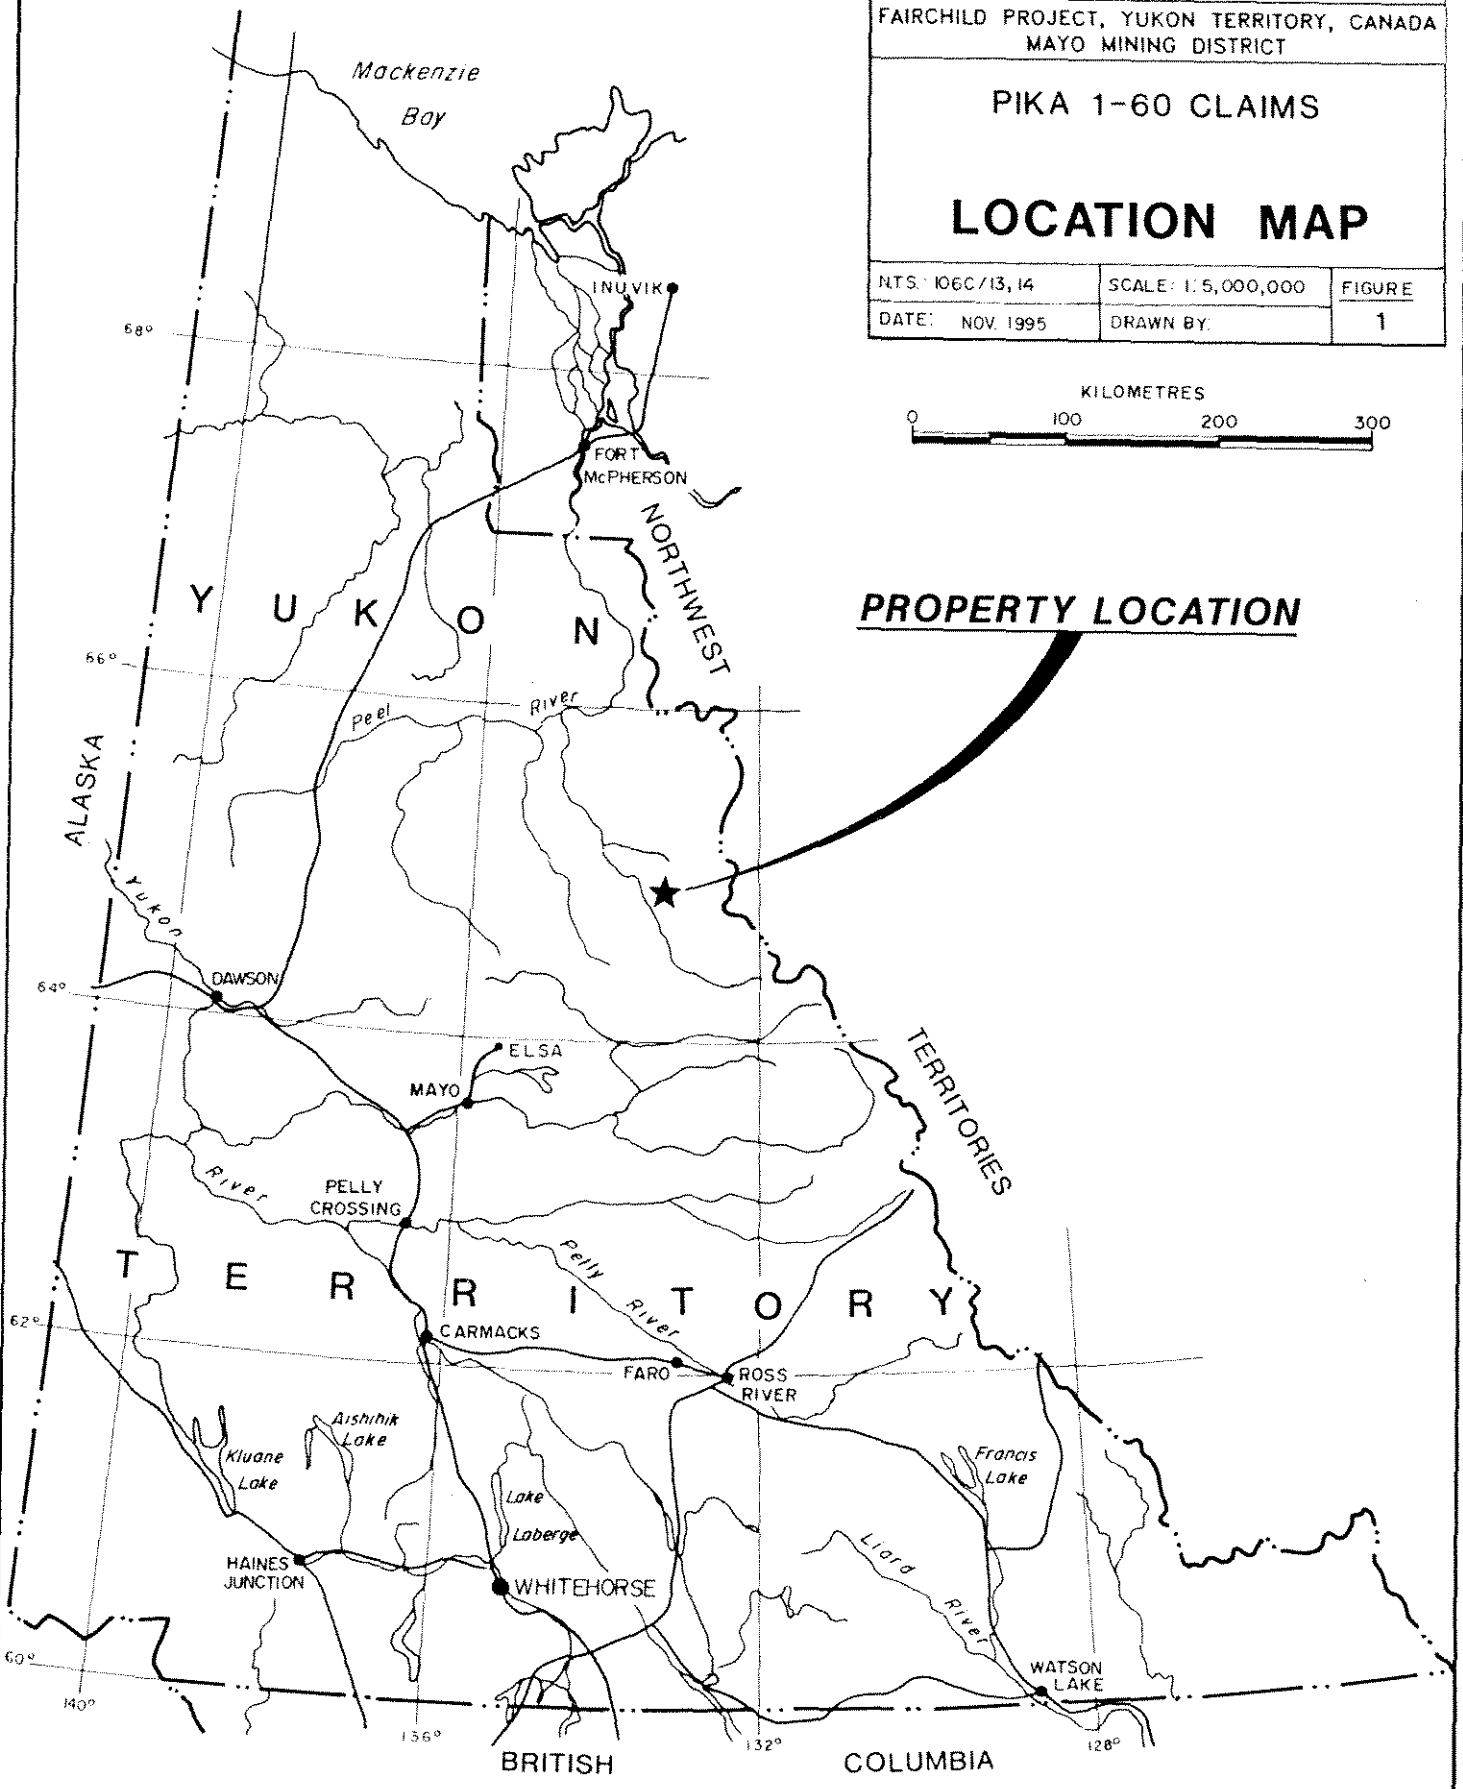 FAIRCHILD PROJECT, YUKON TERRITORY, CANADA
MAYO MINING DISTRICT
PIKA 1-60 CLAIMS
LOCATION MAP
N.T.S.: 106C/13, 14
SCALE: 1:5,000,000
FIGURE
1
DATE: NOV. 1995
DRAWN BY:
KILOMETRES
0 100 200 300
Mackenzie
Bay
INUVIK
68°
FORT
McPHERSON
NORTHWEST
YUKON
PROPERTY LOCATION
66°
Peel River
ALASKA
Yukon
DAWSON
64°
ELSA
MAYO
TERRITORIES
River
PELLY
CROSSING
Pelly
River
TERRITORY
62°
CARMACKS
FARO
ROSS
RIVER
Aishihik
Lake
Kluane
Lake
Francis
Lake
Lake
Laberge
Liard
River
HAINES
JUNCTION
WHITEHORSE
WATSON
LAKE
60°
140°
136°
132°
128°
BRITISH COLUMBIA